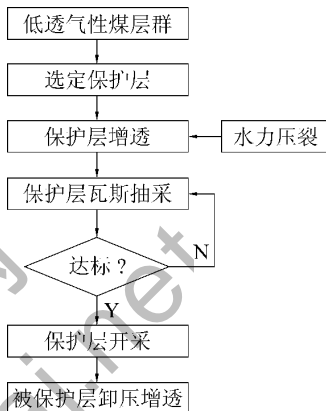 低透气性煤层群
选定保护层
保护层增透
水力压裂
保护层瓦斯抽采
达标？
N
Y
保护层开采
被保护层卸压增透